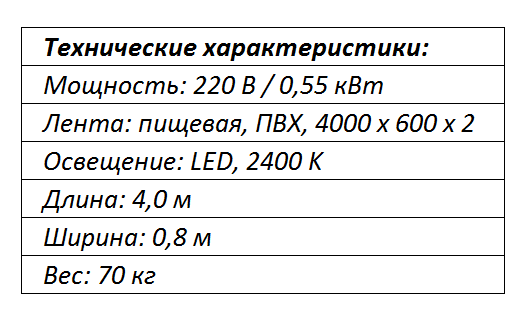 Технические характеристики:
Мощность: 220 В / 0,55 кВт
Лента: пищевая, ПВХ, 4000 х 600 х 2
Освещение: LED, 2400 K
Длина: 4,0 м
Ширина: 0,8 м
Вес: 70 кг